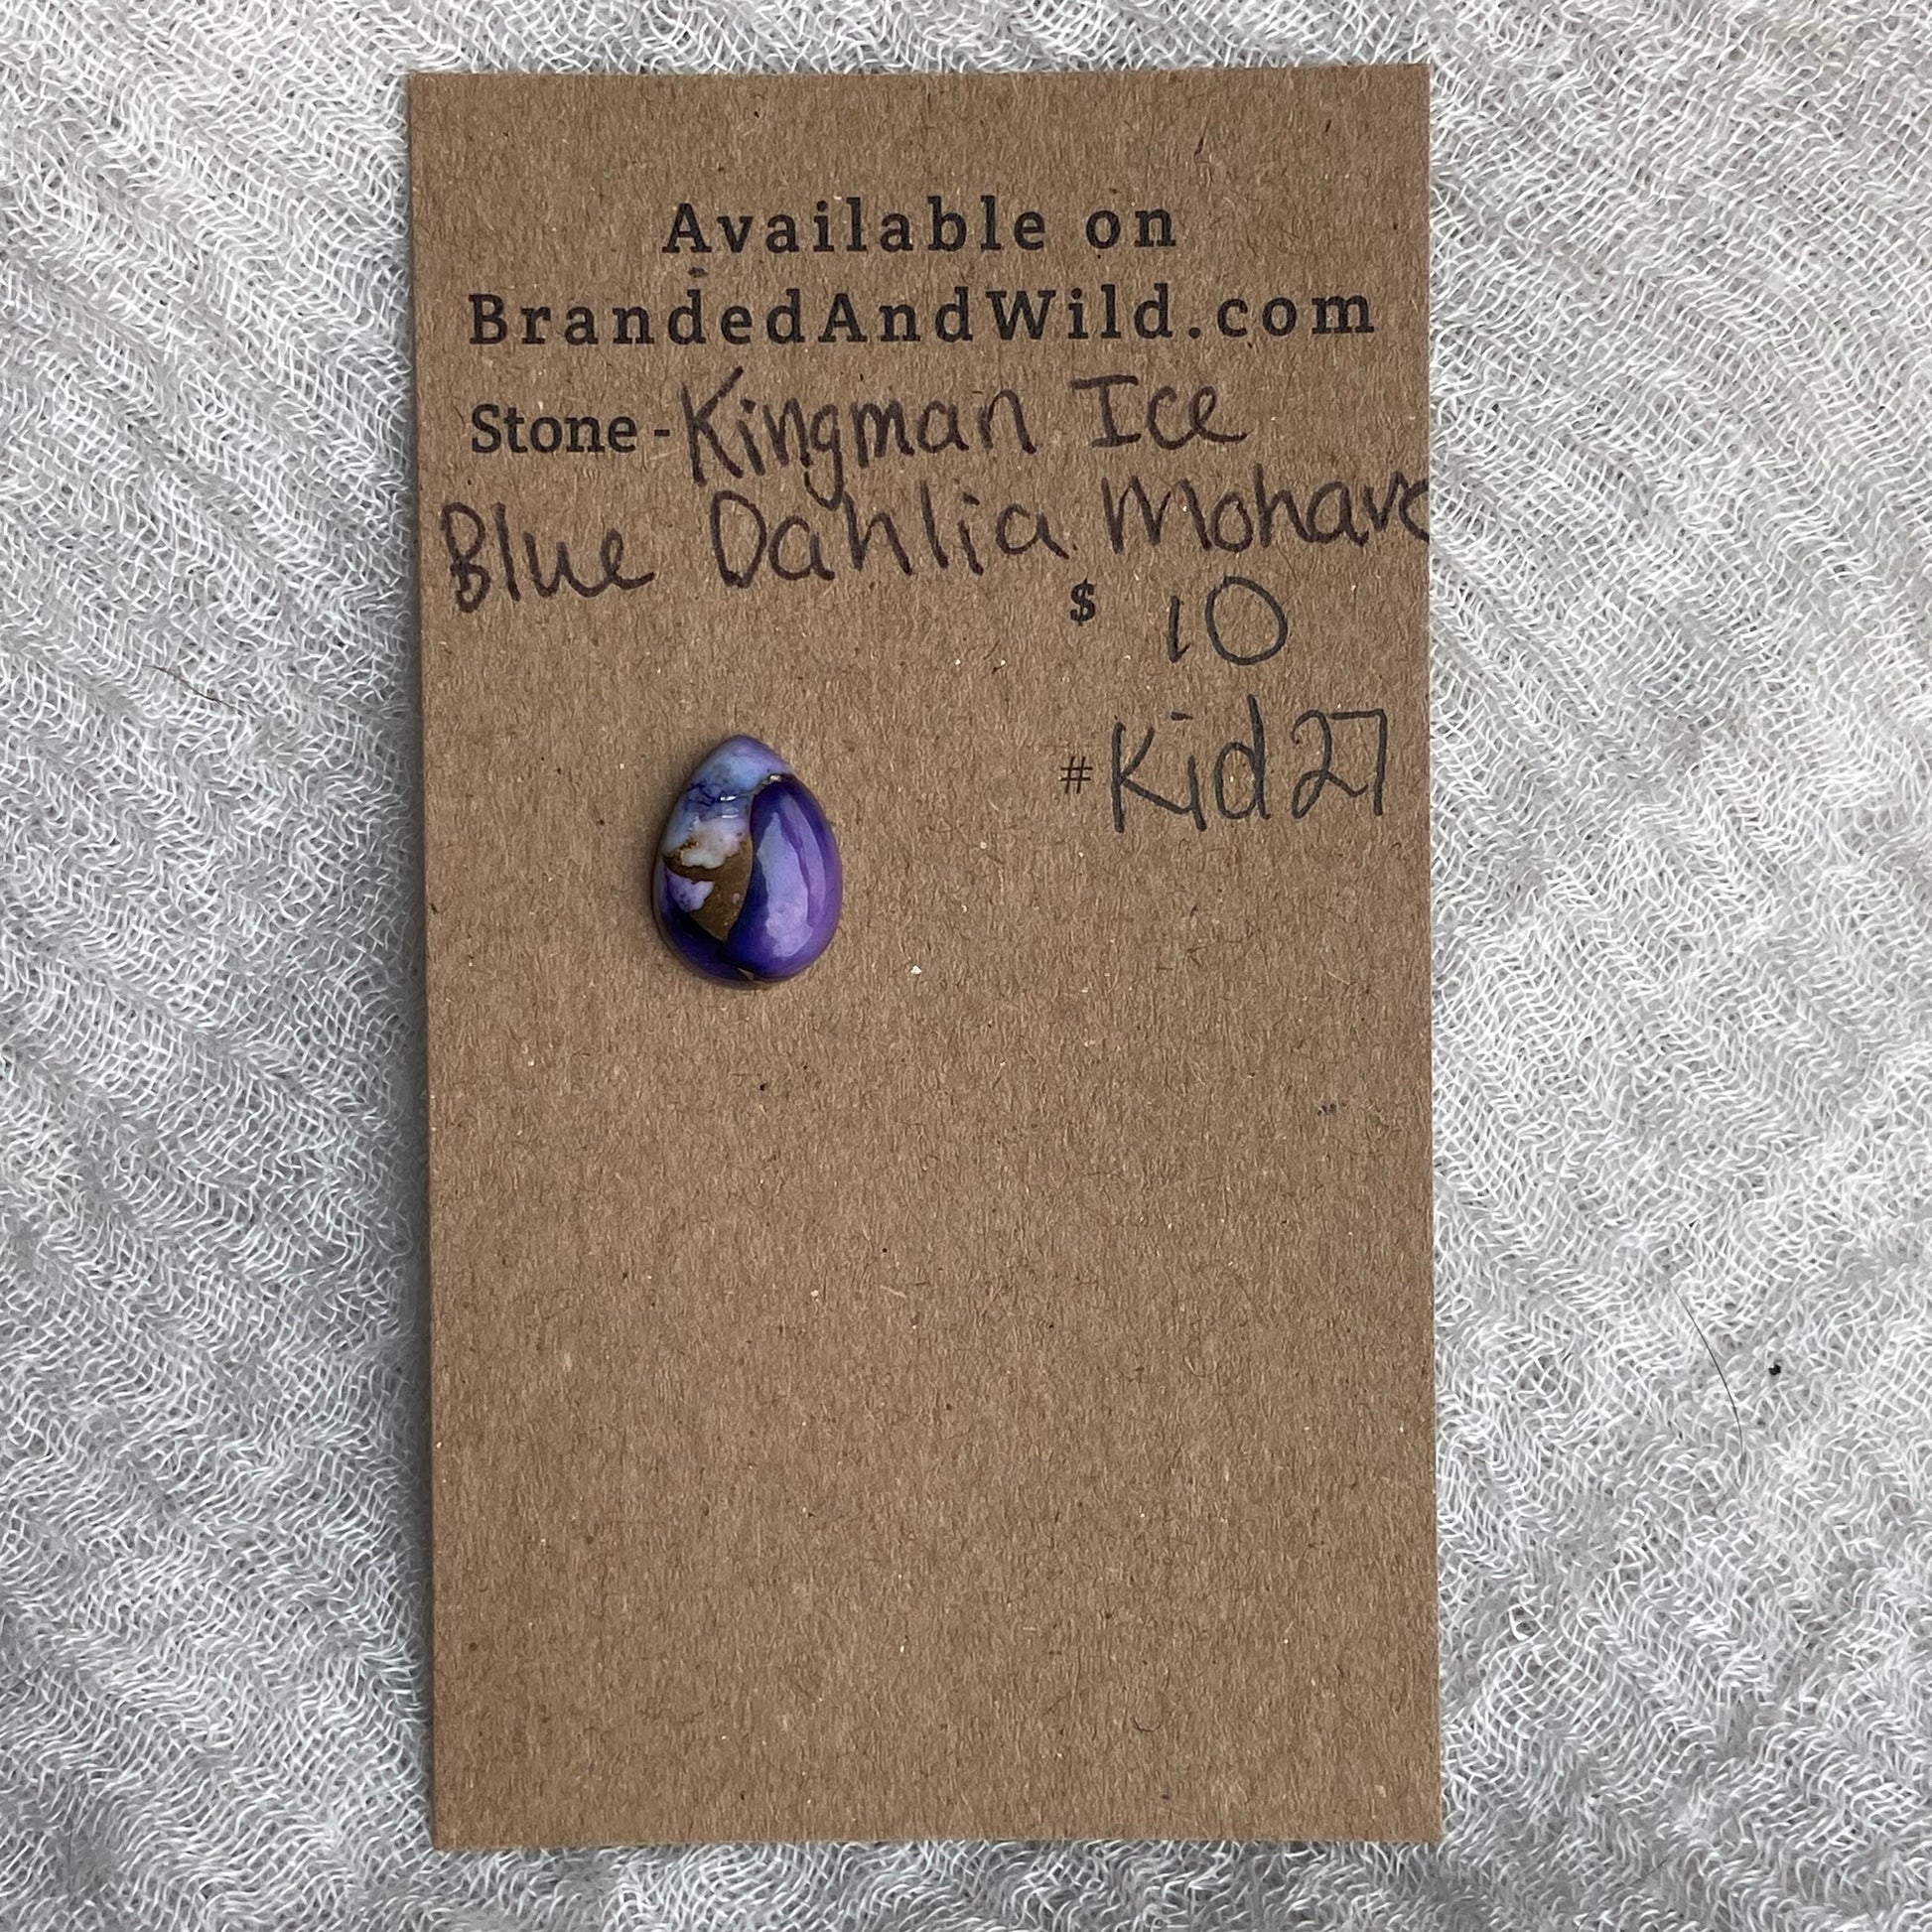 Available on
BrandedAndWild.com
Stone - Kingman Ice
Blue Dahlia Mohave
$ 10
# Kid27